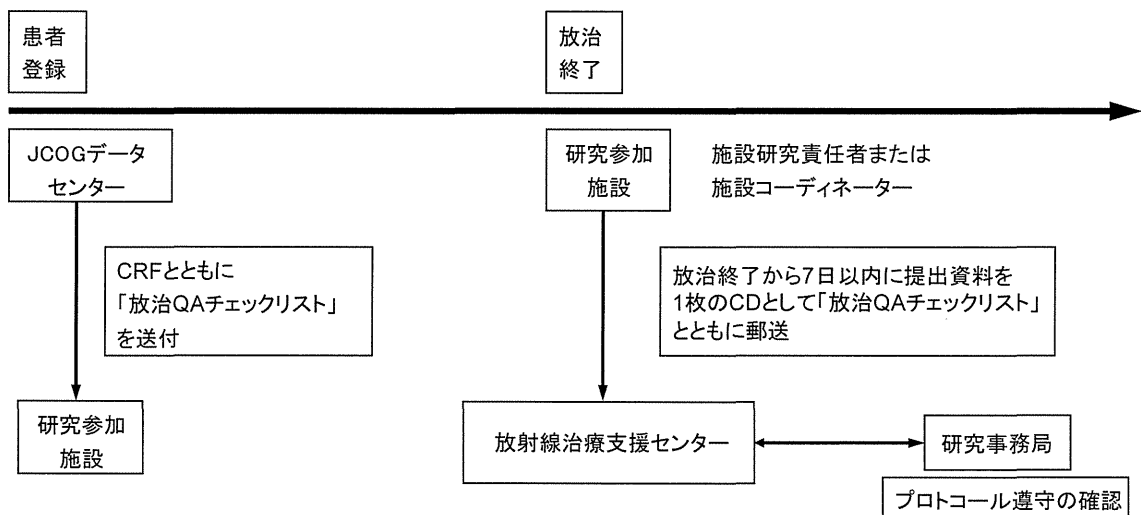 患者
登録
放治
終了
JCOGデータ
センター
研究参加
施設
施設研究責任者または
施設コーディネーター
CRFとともに
「放治QAチェックリスト」
を送付
放治終了から7日以内に提出資料を
1枚のCDとして「放治QAチェックリスト」
とともに郵送
研究参加
施設
放射線治療支援センター
研究事務局
プロトコール遵守の確認